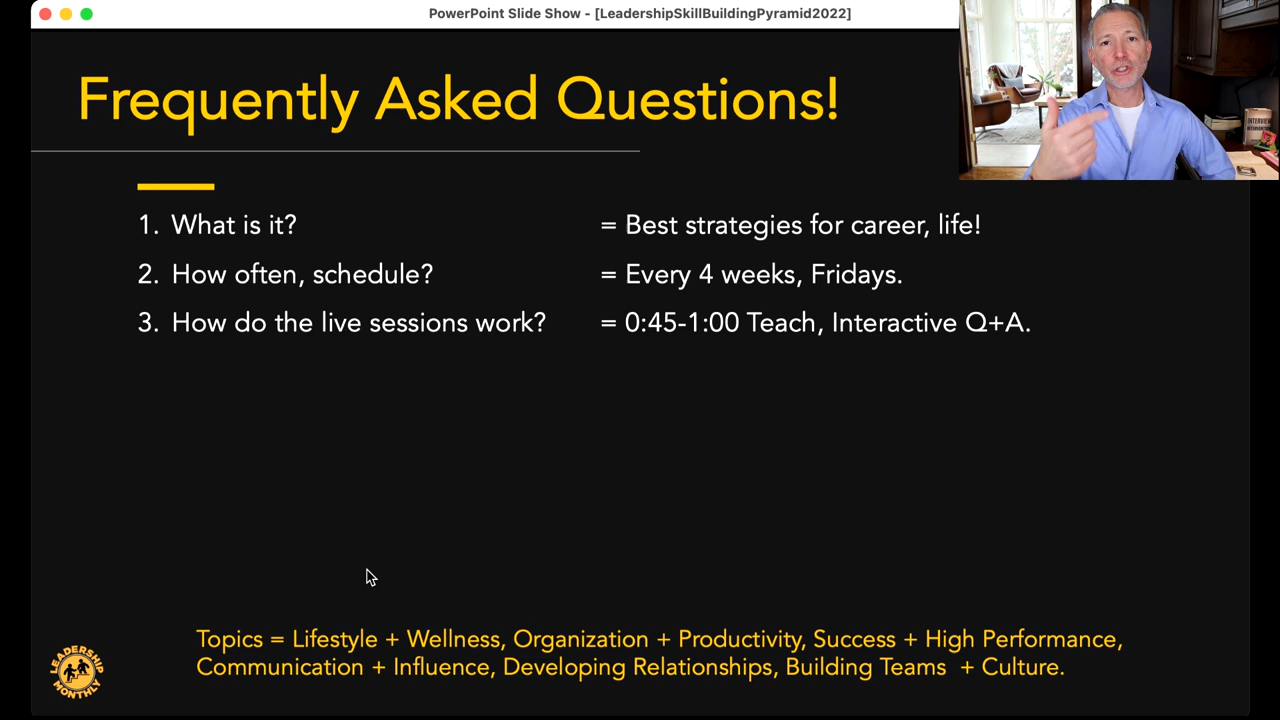 PowerPoint Slide Show - [LeadershipSkillBuildingPyramid2022]
Frequently Asked Questions!
1. What is it? = Best strategies for career, life!
2. How often, schedule? = Every 4 weeks, Fridays.
3. How do the live sessions work? = 0:45-1:00 Teach, Interactive Q+A.
Topics = Lifestyle + Wellness, Organization + Productivity, Success + High Performance,
Communication + Influence, Developing Relationships, Building Teams + Culture.
LEADERSHIP
MONTHLY
INTERVIEW